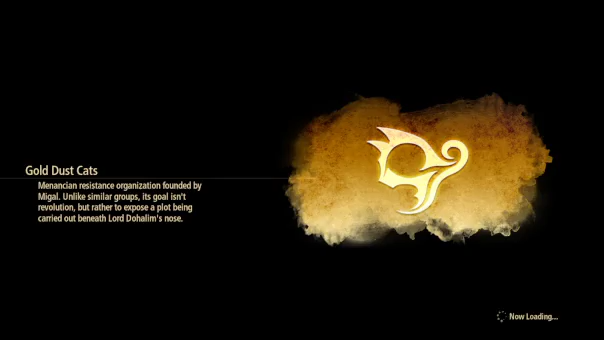 Gold Dust Cats
Menancian resistance organization founded by
Migal. Unlike similar groups, its goal isn't
revolution, but rather to expose a plot being
carried out beneath Lord Dohalim's nose.
Now Loading...